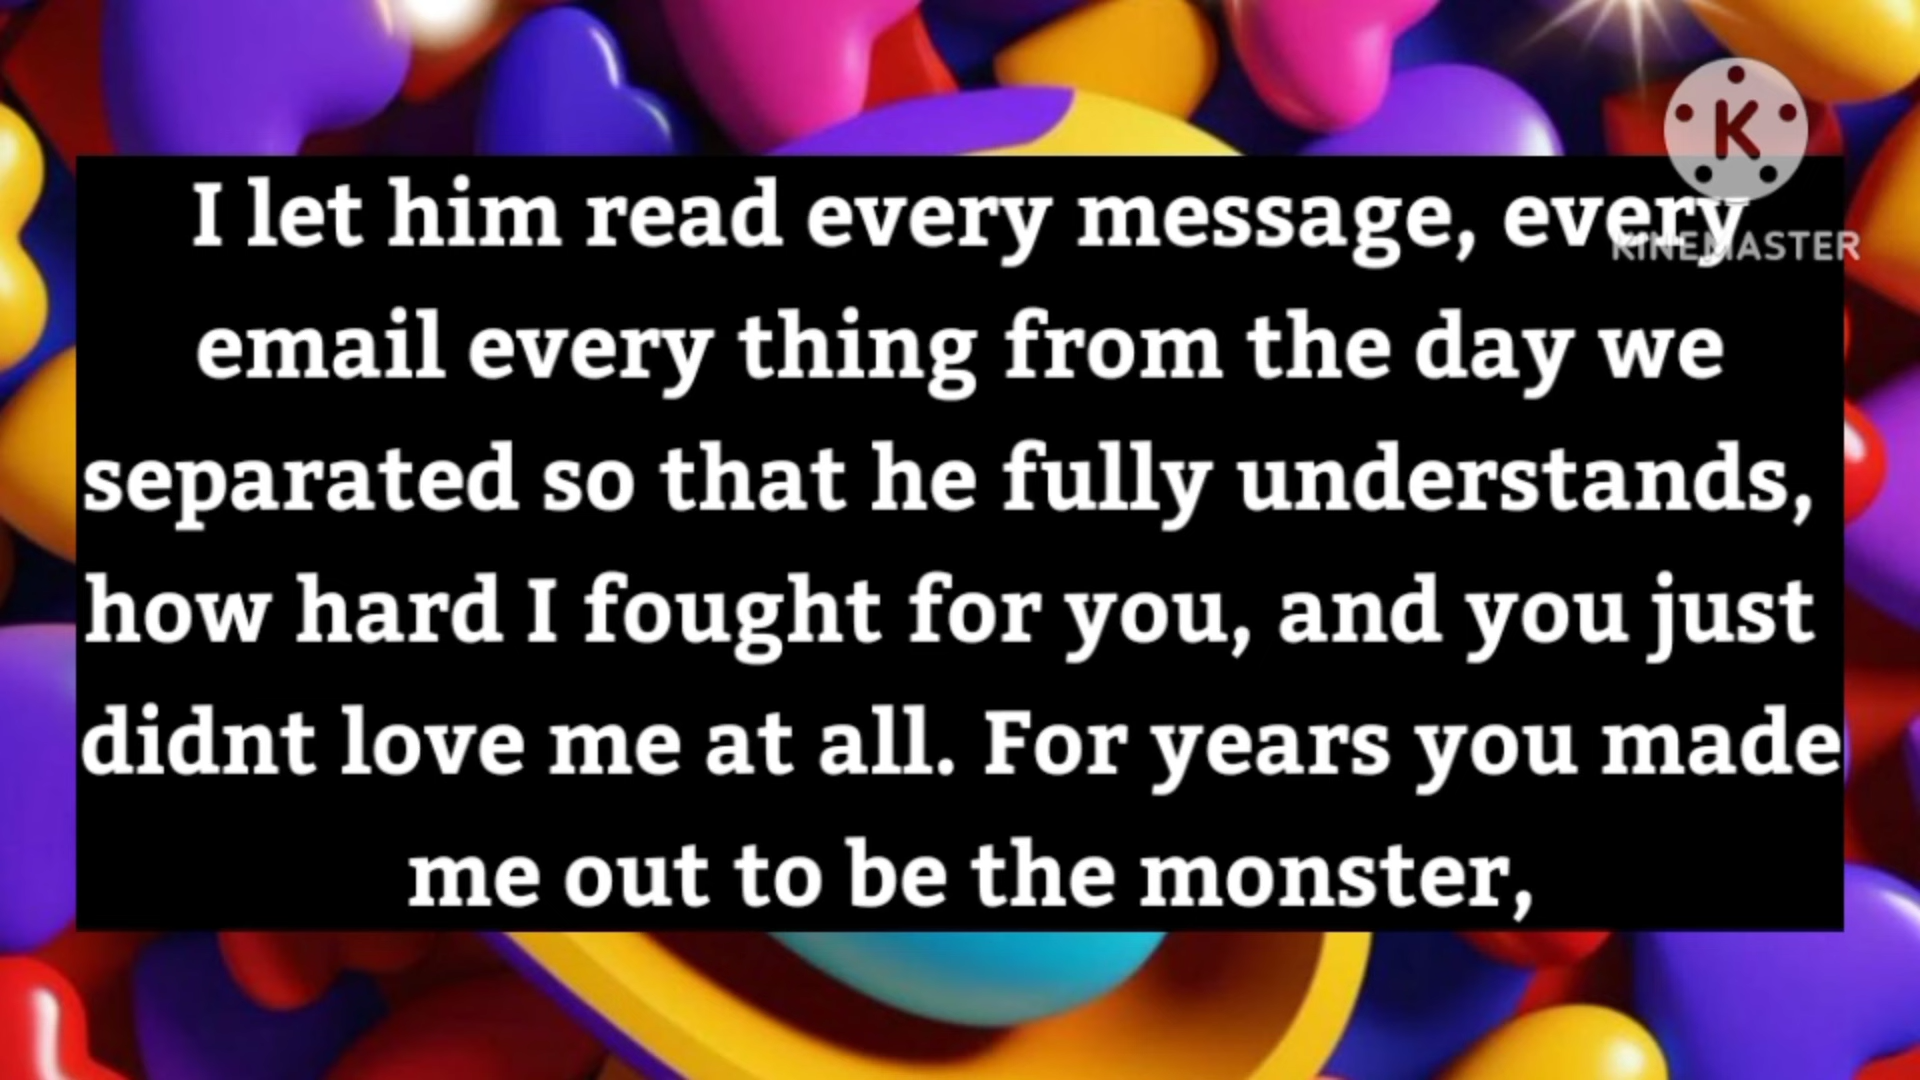 I let him read every message, every
KINEMASTER
email every thing from the day we
separated so that he fully understands,
how hard I fought for you, and you just
didnt love me at all. For years you made
me out to be the monster,